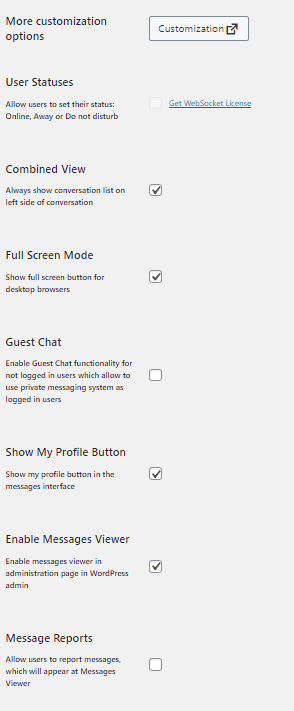 More customization
options
Customization
User Statuses
Allow users to set their status:
Online, Away or Do not disturb
Get WebSocket License
Combined View
Always show conversation list on
left side of conversation
Full Screen Mode
Show full screen button for
desktop browsers
Guest Chat
Enable Guest Chat functionality for
not logged in users which allow to
use private messaging system as
logged in users
Show My Profile Button
Show my profile button in the
messages interface
Enable Messages Viewer
Enable messages viewer in
administration page in WordPress
admin
Message Reports
Allow users to report messages,
which will appear at Messages
Viewer